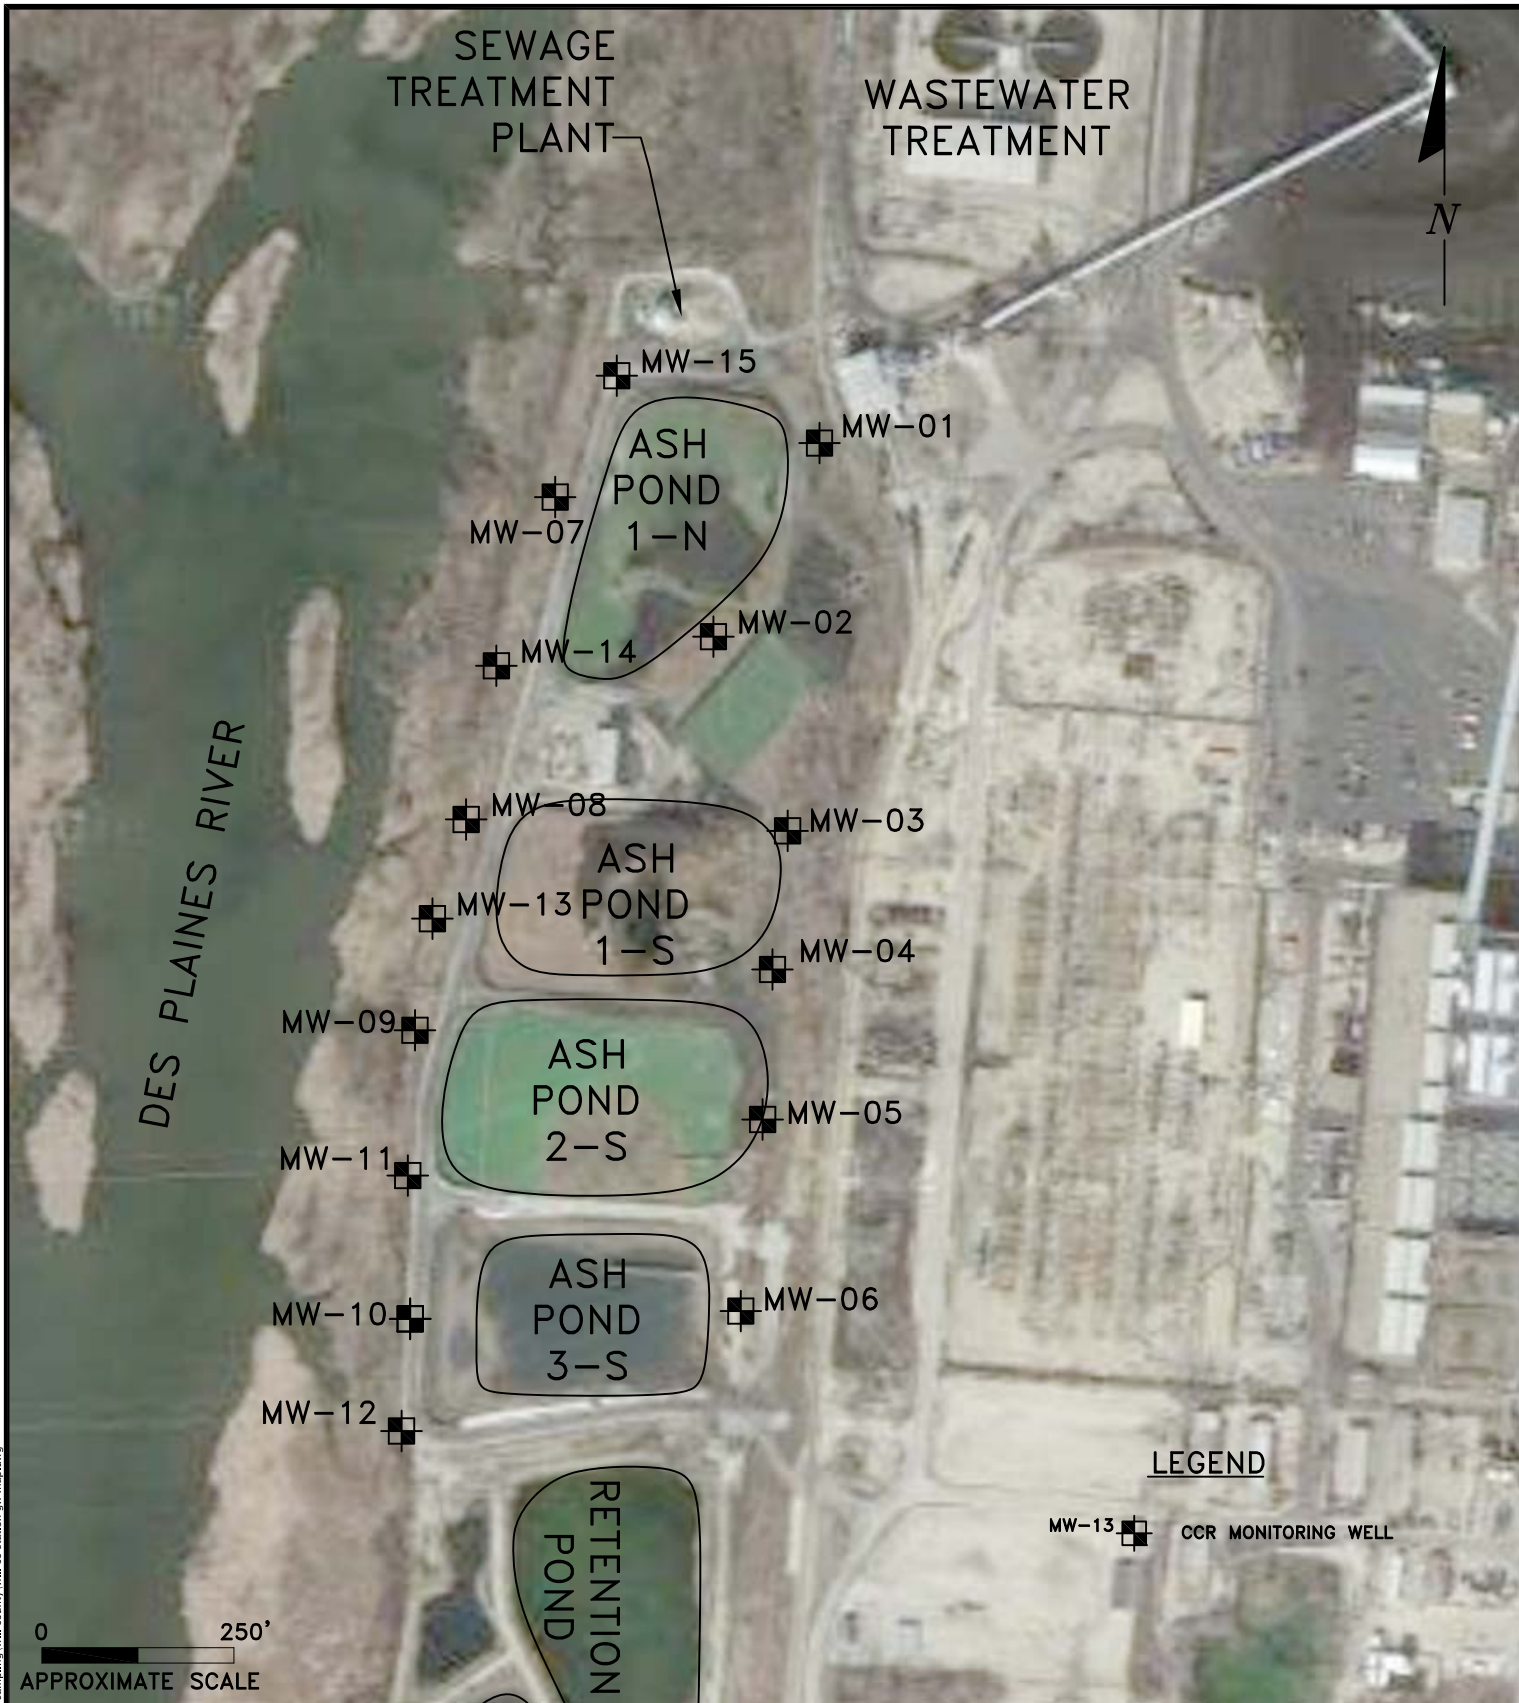 SEWAGE
TREATMENT
PLANT
WASTEWATER
TREATMENT
N
MW-15
MW-01
ASH
POND
1-N
MW-07
MW-02
MW-14
DES PLAINES RIVER
MW-08
MW-03
ASH
POND
1-S
MW-13
MW-04
MW-09
ASH
POND
2-S
MW-05
MW-11
ASH
POND
3-S
MW-06
MW-10
MW-12
RETENTION
POND
LEGEND
MW-13
CCR MONITORING WELL
0 250'
APPROXIMATE SCALE